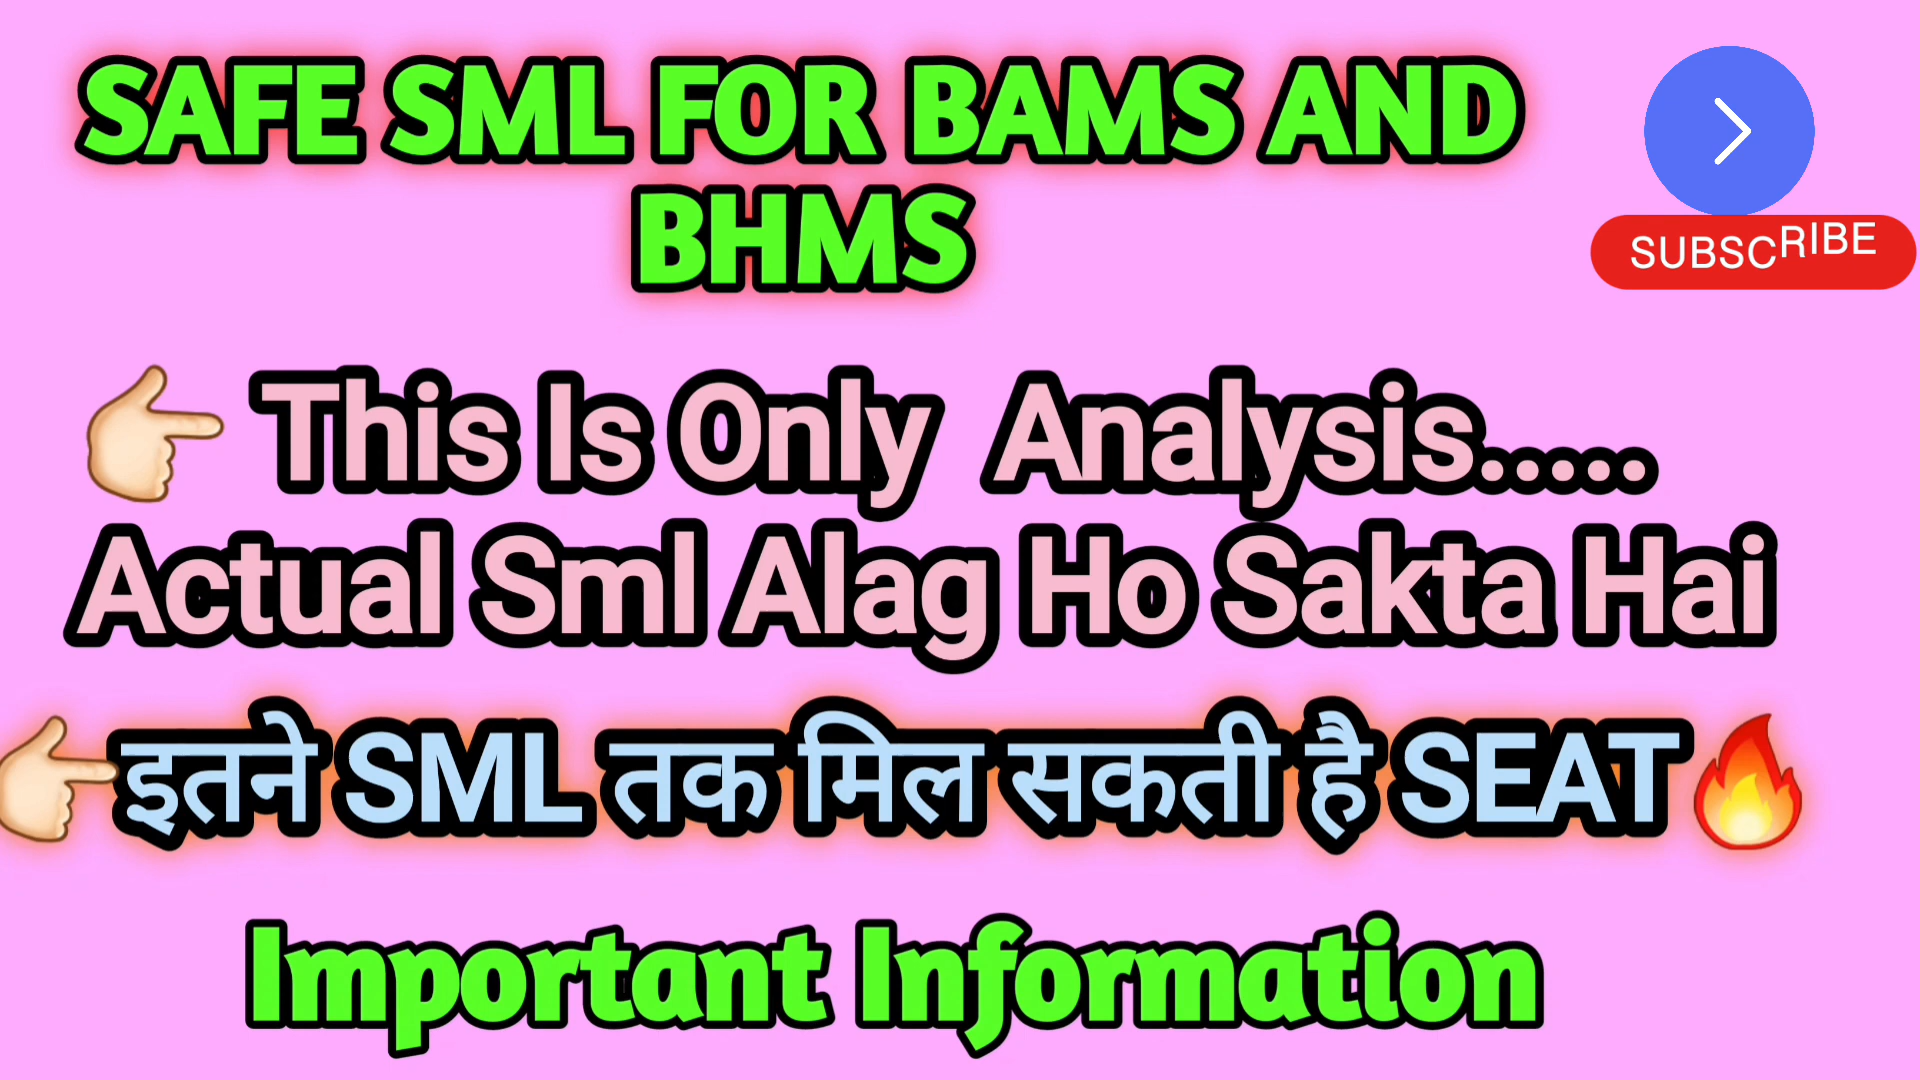 SAFE SML FOR BAMS AND
BHMS
SUBSCRIBE
👉 This Is Only Analysis.....
Actual Sml Alag Ho Sakta Hai
👉इतने SML तक मिल सकती है SEAT🔥
Important Information